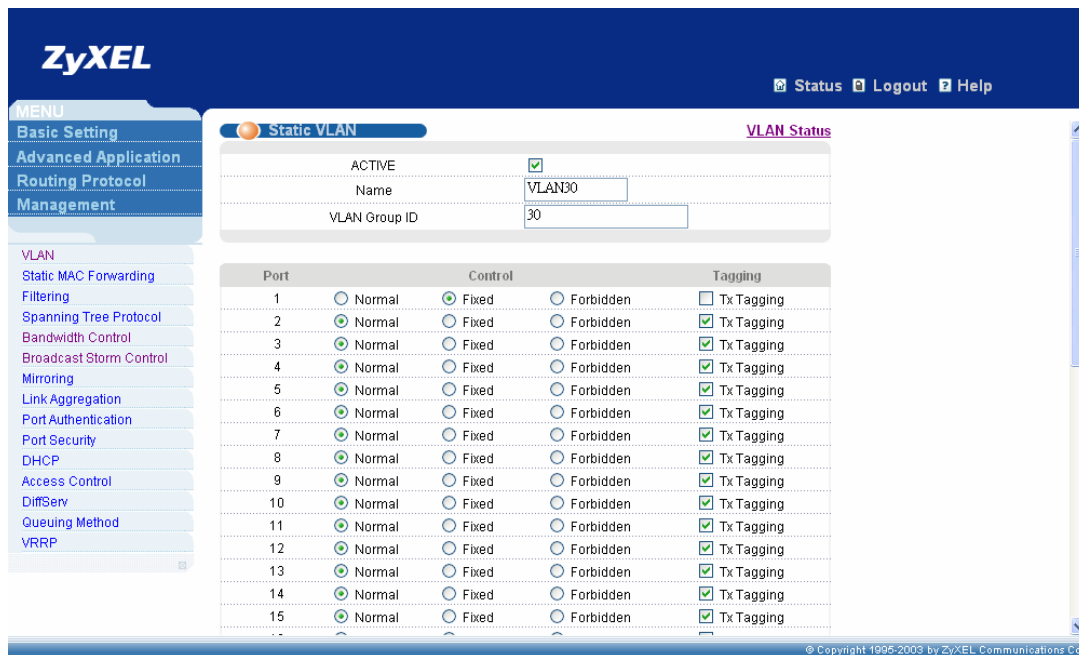 ZyXEL
Status Logout Help
MENU
Basic Setting
Advanced Application
Routing Protocol
Management
VLAN
Static MAC Forwarding
Filtering
Spanning Tree Protocol
Bandwidth Control
Broadcast Storm Control
Mirroring
Link Aggregation
Port Authentication
Port Security
DHCP
Access Control
DiffServ
Queuing Method
VRRP
Static VLAN VLAN Status
ACTIVE
Name VLAN30
VLAN Group ID 30
Port Control Tagging
1 Normal Fixed Forbidden Tx Tagging
2 Normal Fixed Forbidden Tx Tagging
3 Normal Fixed Forbidden Tx Tagging
4 Normal Fixed Forbidden Tx Tagging
5 Normal Fixed Forbidden Tx Tagging
6 Normal Fixed Forbidden Tx Tagging
7 Normal Fixed Forbidden Tx Tagging
8 Normal Fixed Forbidden Tx Tagging
9 Normal Fixed Forbidden Tx Tagging
10 Normal Fixed Forbidden Tx Tagging
11 Normal Fixed Forbidden Tx Tagging
12 Normal Fixed Forbidden Tx Tagging
13 Normal Fixed Forbidden Tx Tagging
14 Normal Fixed Forbidden Tx Tagging
15 Normal Fixed Forbidden Tx Tagging
© Copyright 1995-2003 by ZyXEL Communications Co